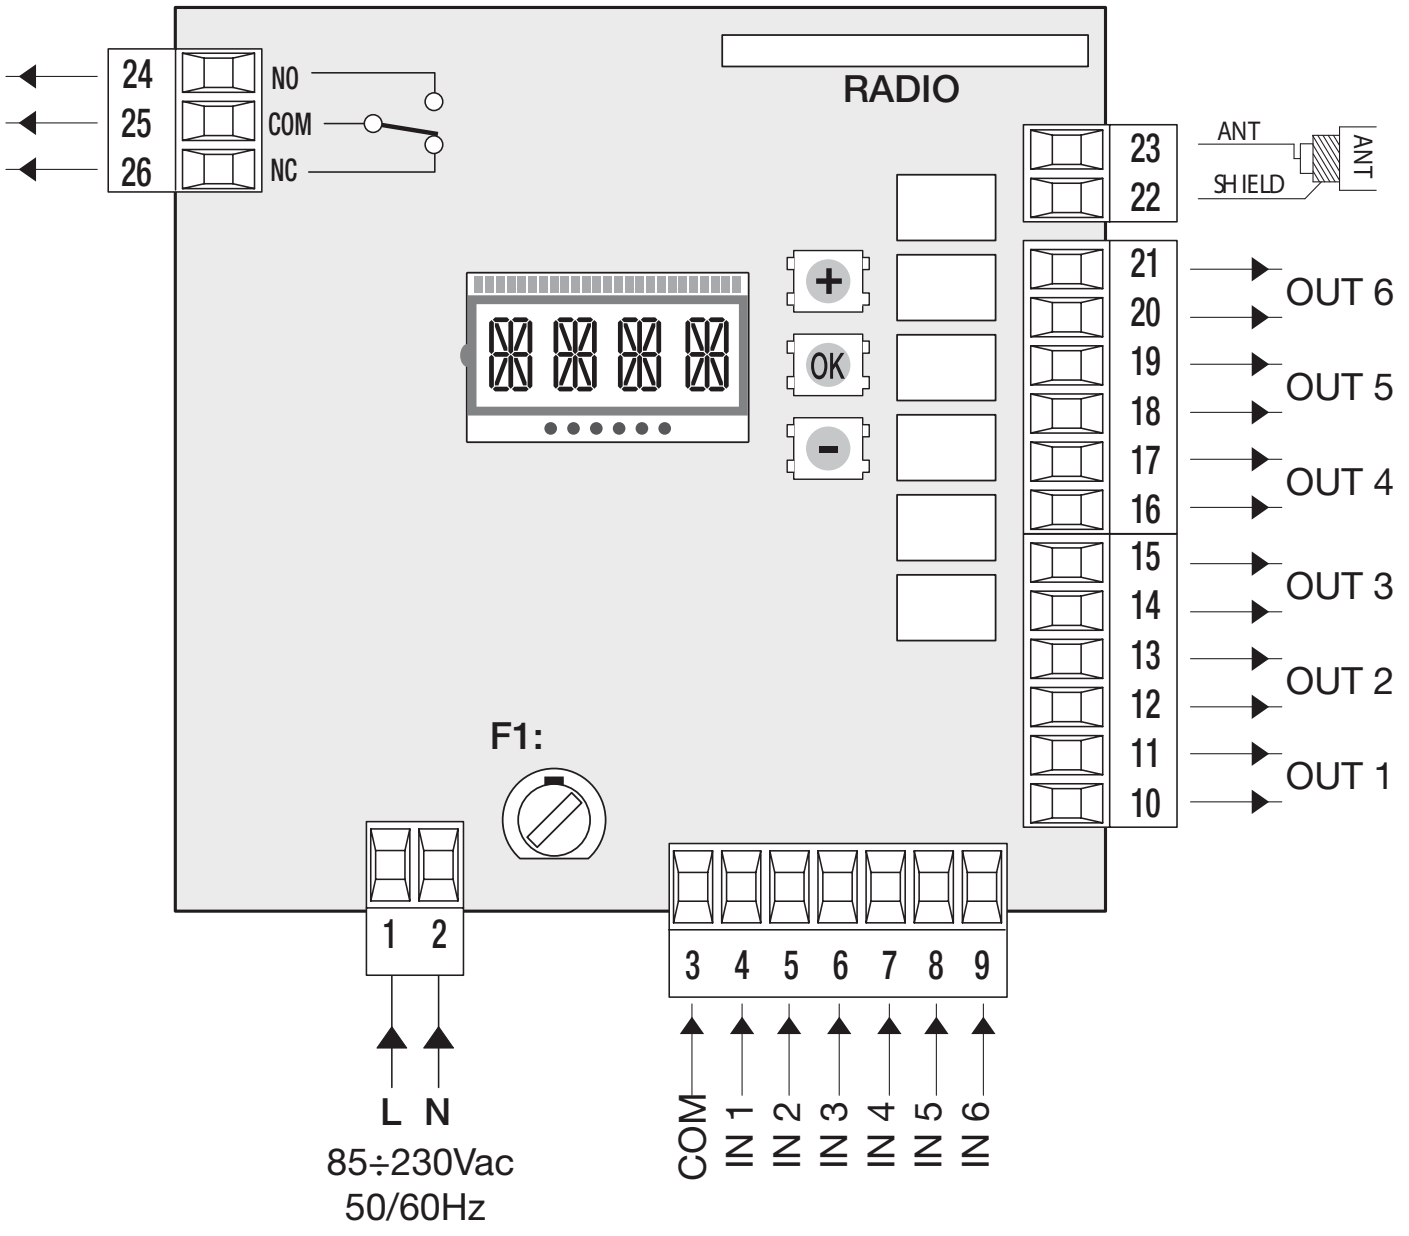 24 NO
25 COM
26 NC
RADIO
23 ANT
22 SHIELD
ANT
21
20
OUT 6
19
18
OUT 5
17
16
OUT 4
15
14
OUT 3
13
12
OUT 2
11
10
OUT 1
+
OK
-
F1:
1 2
L N
85÷230Vac
50/60Hz
3 4 5 6 7 8 9
COM
IN 1
IN 2
IN 3
IN 4
IN 5
IN 6